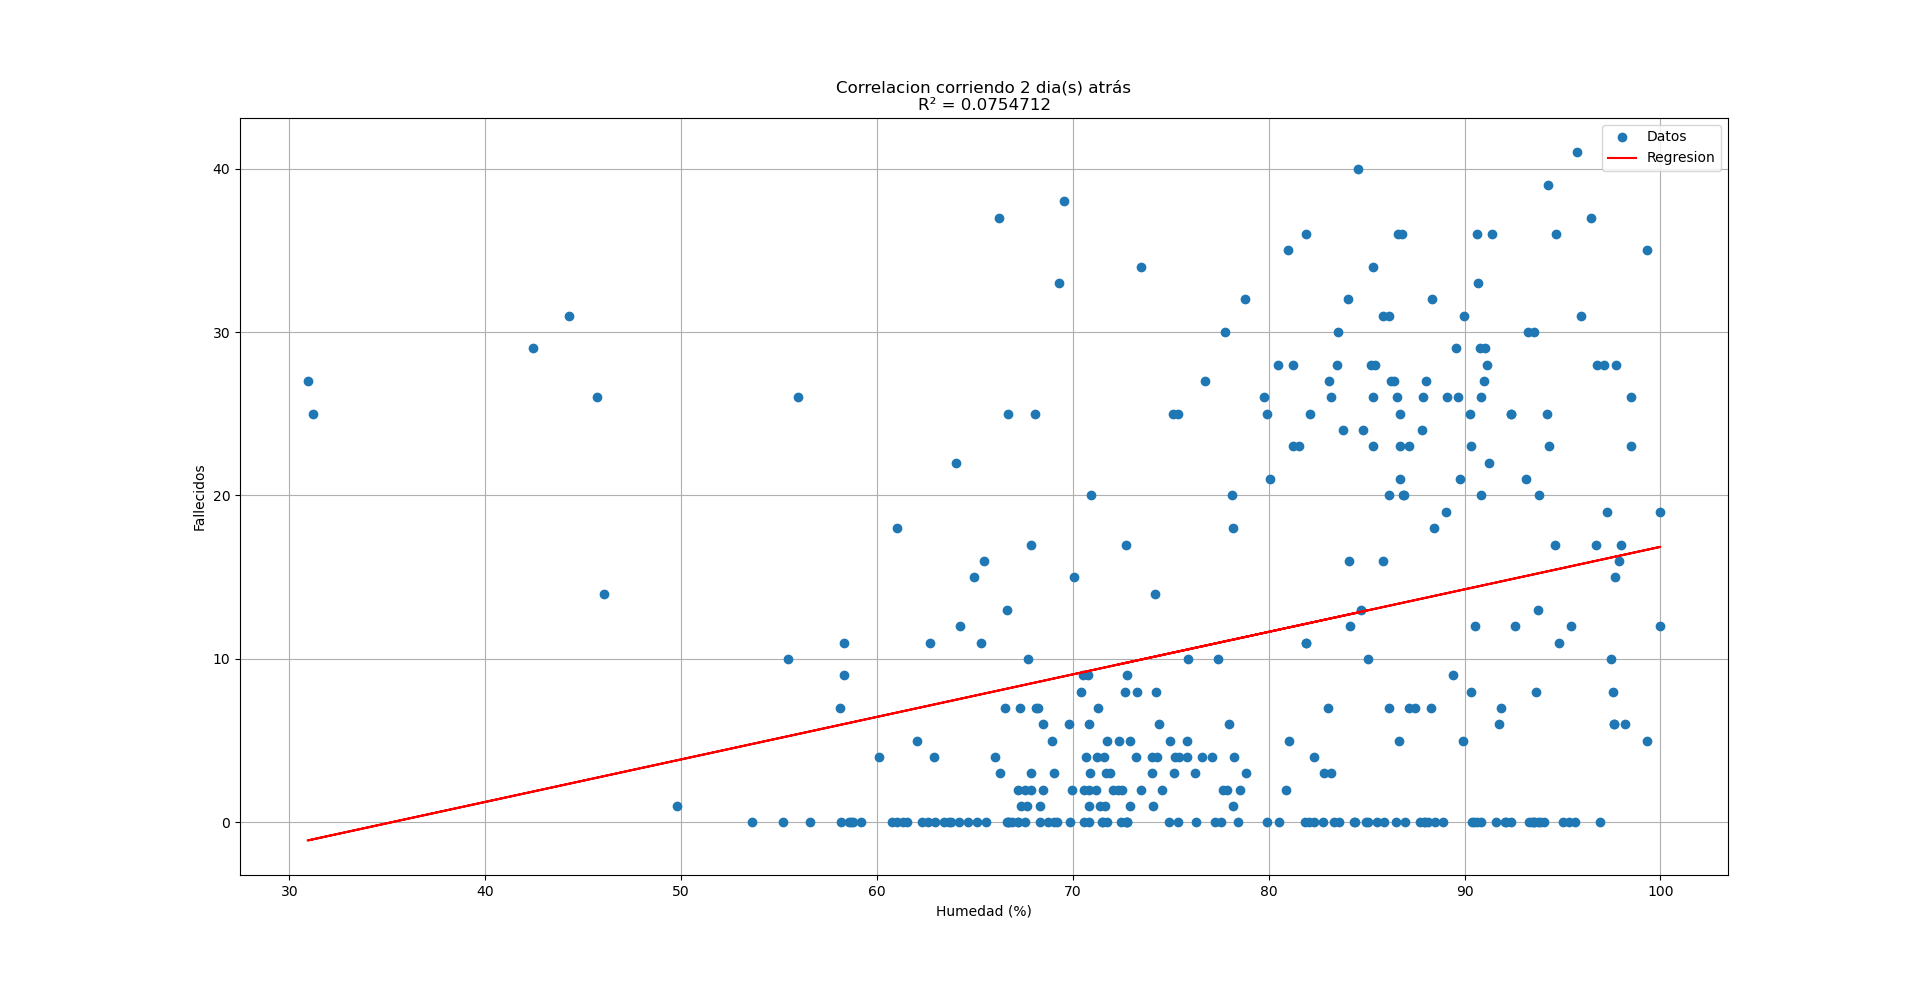 Correlacion corriendo 2 dia(s) atrás
R² = 0.0754712
Datos
Regresion
Fallecidos
40
30
20
10
0
30 40 50 60 70 80 90 100
Humedad (%)